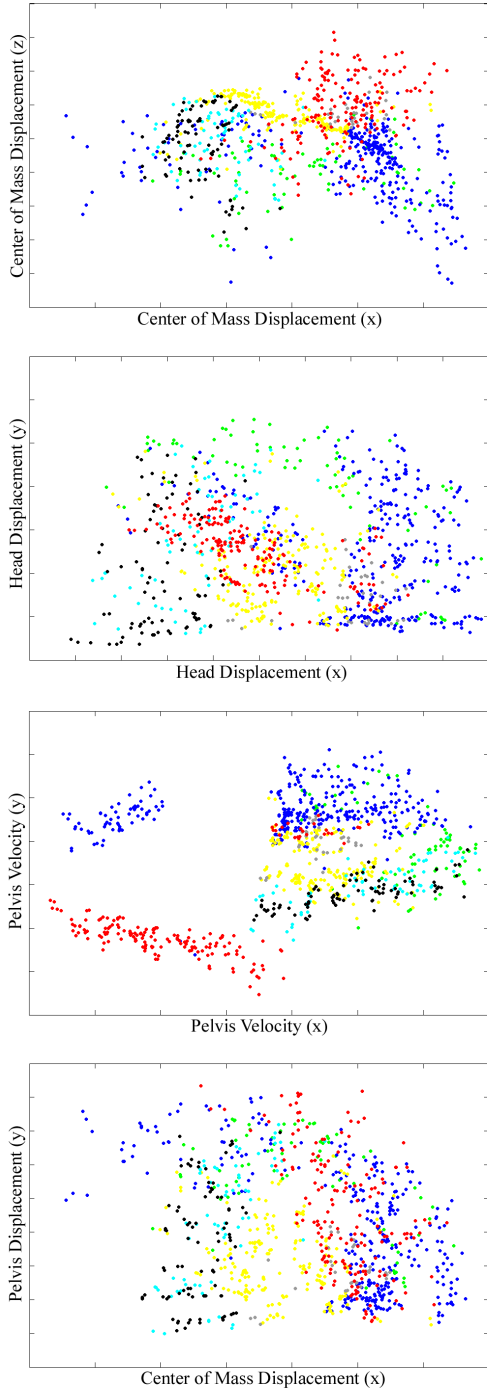 Center of Mass Displacement (z)
Center of Mass Displacement (x)
Head Displacement (y)
Head Displacement (x)
Pelvis Velocity (y)
Pelvis Velocity (x)
Pelvis Displacement (y)
Center of Mass Displacement (x)